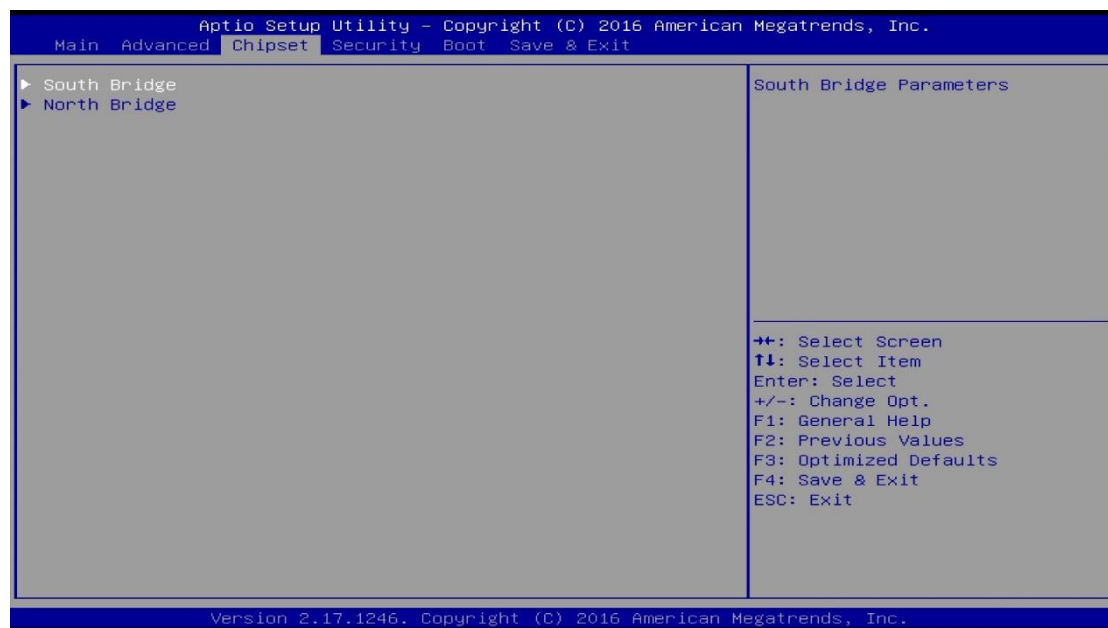 Aptio Setup Utility – Copyright (C) 2016 American Megatrends, Inc.
Main Advanced Chipset Security Boot Save & Exit
▶ South Bridge
▶ North Bridge
South Bridge Parameters
→←: Select Screen
↑↓: Select Item
Enter: Select
+/-: Change Opt.
F1: General Help
F2: Previous Values
F3: Optimized Defaults
F4: Save & Exit
ESC: Exit
Version 2.17.1246. Copyright (C) 2016 American Megatrends, Inc.